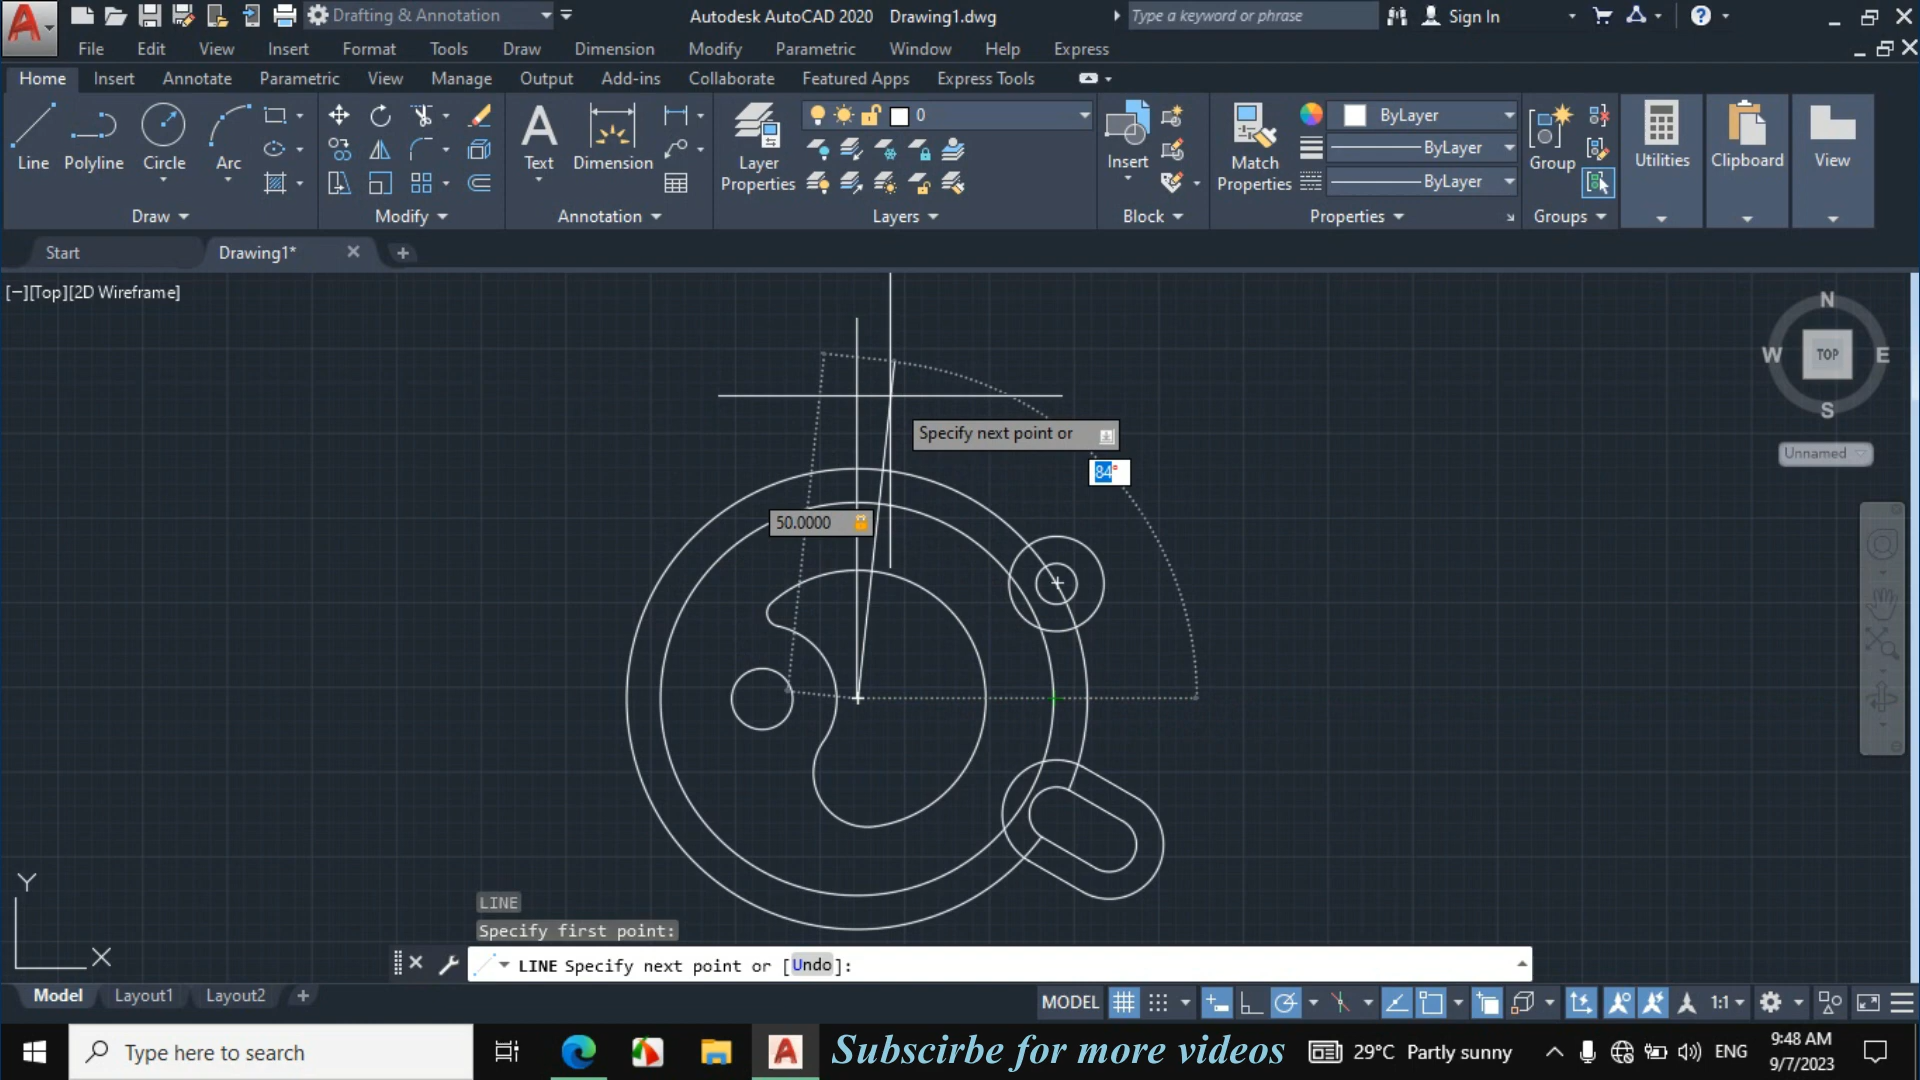 Drafting & Annotation
Autodesk AutoCAD 2020 Drawing1.dwg
Type a keyword or phrase
Sign In
File Edit View Insert Format Tools Draw Dimension Modify Parametric Window Help Express
Home Insert Annotate Parametric View Manage Output Add-ins Collaborate Featured Apps Express Tools
0
ByLayer
Line Polyline Circle Arc Text Dimension Layer Properties Insert Match Properties ByLayer Group Utilities Clipboard View
ByLayer
Draw Modify Annotation Layers Block Properties Groups
Start Drawing1*
[−][Top][2D Wireframe]
N
W TOP E
S
Unnamed
Specify next point or
84°
50.0000
Y
X
LINE
Specify first point:
LINE Specify next point or [Undo]:
Model Layout1 Layout2
MODEL 1:1
Type here to search
Subscirbe for more videos
29°C Partly sunny
ENG
9:48 AM
9/7/2023